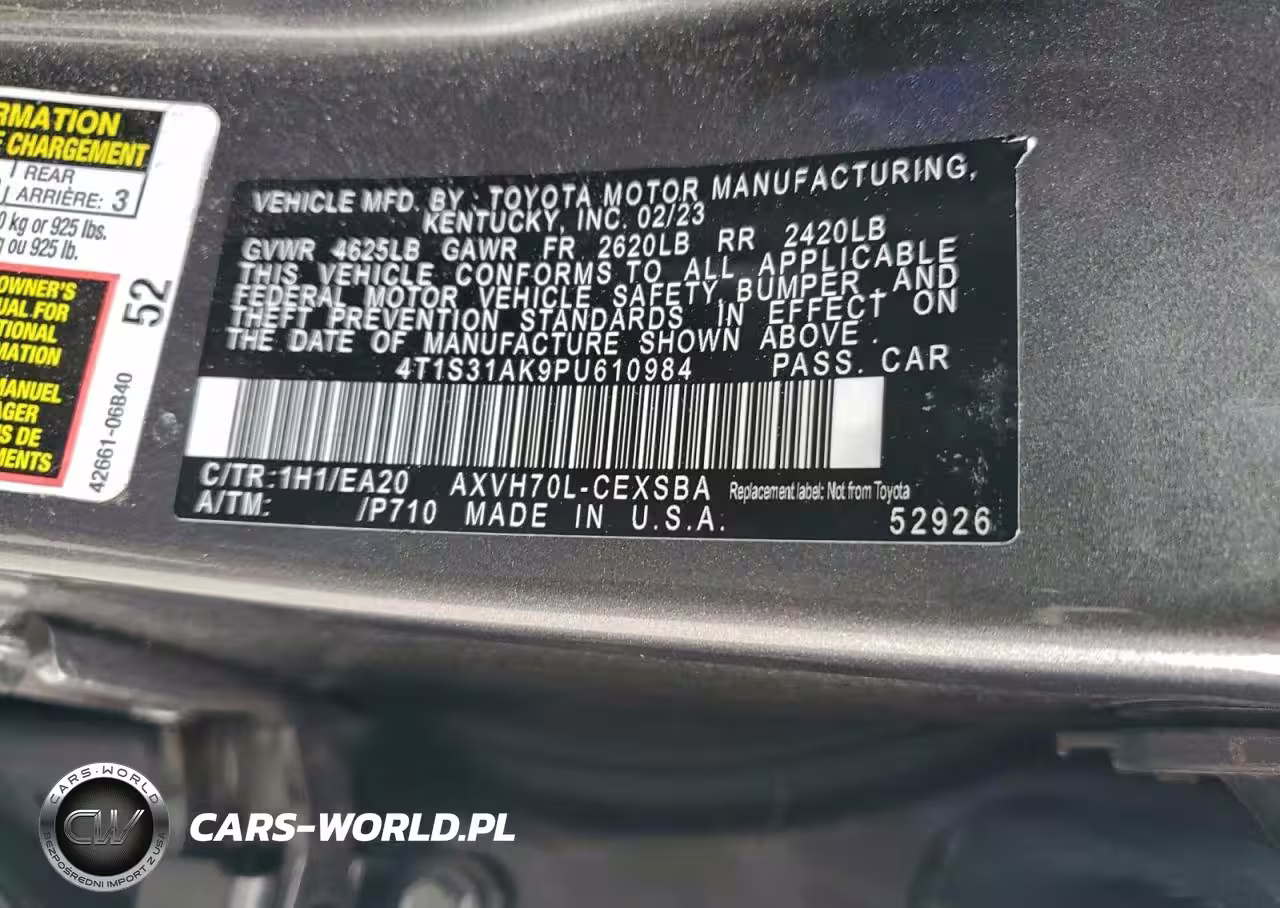 RMATION
E CHARGEMENT
REAR
ARRIÈRE: 3
0 kg or 925 lbs.
ou 925 lb.
OWNER'S
UAL FOR
TIONAL
MATION
MANUEL
AGER
S DE
MENTS
52
42661-06B40
VEHICLE MFD. BY: TOYOTA MOTOR MANUFACTURING,
KENTUCKY, INC. 02/23
GVWR 4625LB GAWR FR 2620LB RR 2420LB
THIS VEHICLE CONFORMS TO ALL APPLICABLE
FEDERAL MOTOR VEHICLE SAFETY, BUMPER, AND
THEFT PREVENTION STANDARDS IN EFFECT ON
THE DATE OF MANUFACTURE SHOWN ABOVE.
4T1S31AK9PU610984 PASS. CAR
C/TR: 1H1/EA20 AXVH70L-CEXSBA Replacement label: Not from Toyota
A/TM: /P710 MADE IN U.S.A. 52926
CARS-WORLD
CW
BEZPOŚREDNI IMPORT Z USA
CARS-WORLD.PL